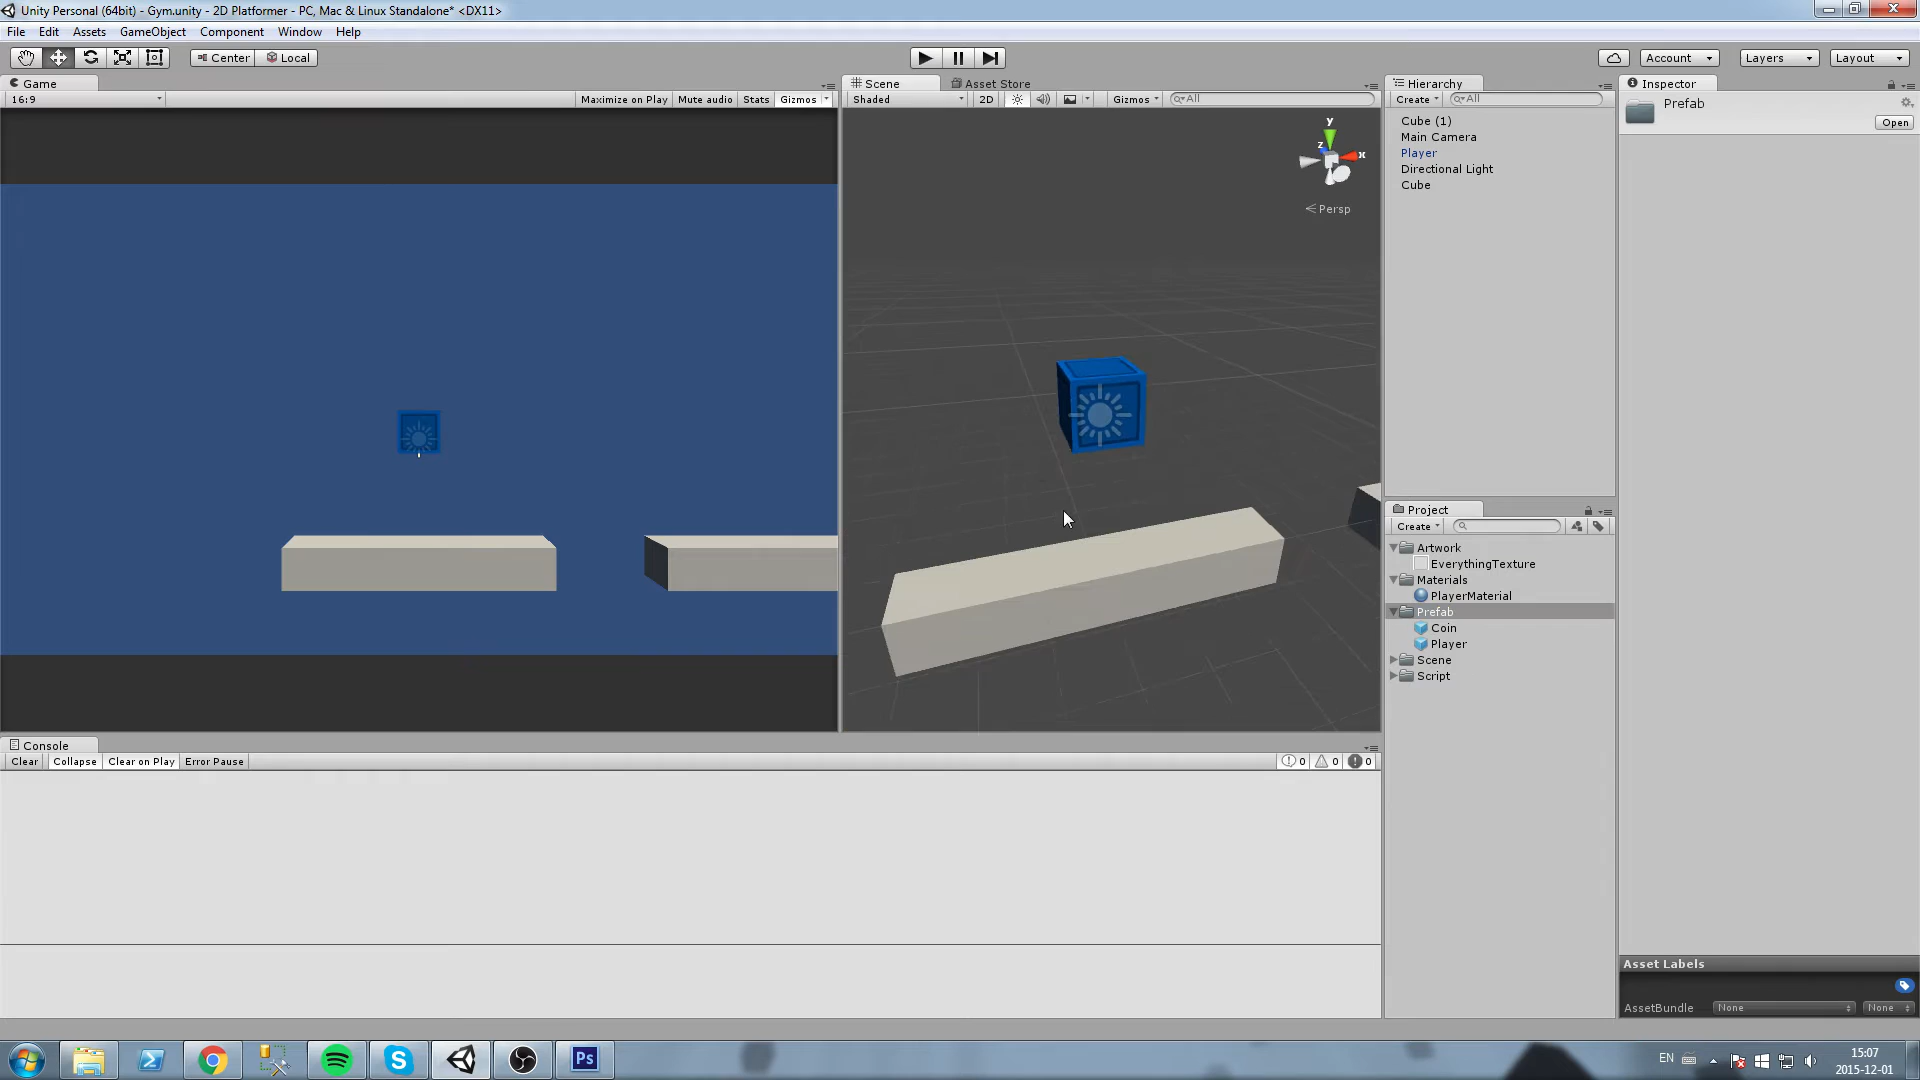 Unity Personal (64bit) - Gym.unity - 2D Platformer - PC, Mac & Linux Standalone* <DX11>
File Edit Assets GameObject Component Window Help
Center Local Account Layers Layout
Game
16:9 Maximize on Play Mute audio Stats Gizmos
Scene Asset Store
Shaded 2D Gizmos All
y
z x
Persp
Hierarchy
Create All
Cube (1)
Main Camera
Player
Directional Light
Cube
Project
Create
Artwork
EverythingTexture
Materials
PlayerMaterial
Prefab
Coin
Player
Scene
Script
Inspector
Prefab
Open
Asset Labels
AssetBundle None None
Console
Clear Collapse Clear on Play Error Pause 0 0 0
Ps
EN
15:07
2015-12-01